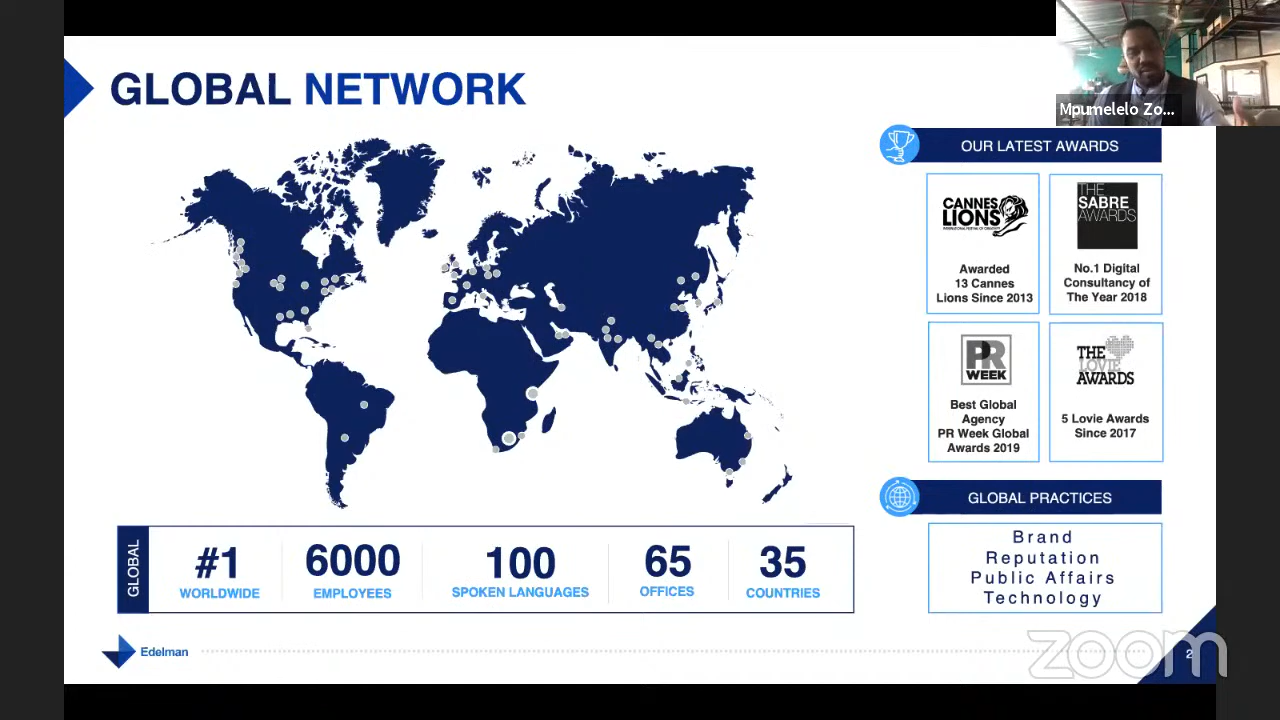 Mpumelelo Zo...
GLOBAL NETWORK
OUR LATEST AWARDS
CANNES
LIONS
Awarded
13 Cannes
Lions Since 2013
THE
SABRE
AWARDS
No.1 Digital
Consultancy of
The Year 2018
PR
WEEK
Best Global
Agency
PR Week Global
Awards 2019
THE
LOVIE
AWARDS
5 Lovie Awards
Since 2017
GLOBAL PRACTICES
Brand
Reputation
Public Affairs
Technology
GLOBAL
#1
WORLDWIDE
6000
EMPLOYEES
100
SPOKEN LANGUAGES
65
OFFICES
35
COUNTRIES
Edelman
zoom
2